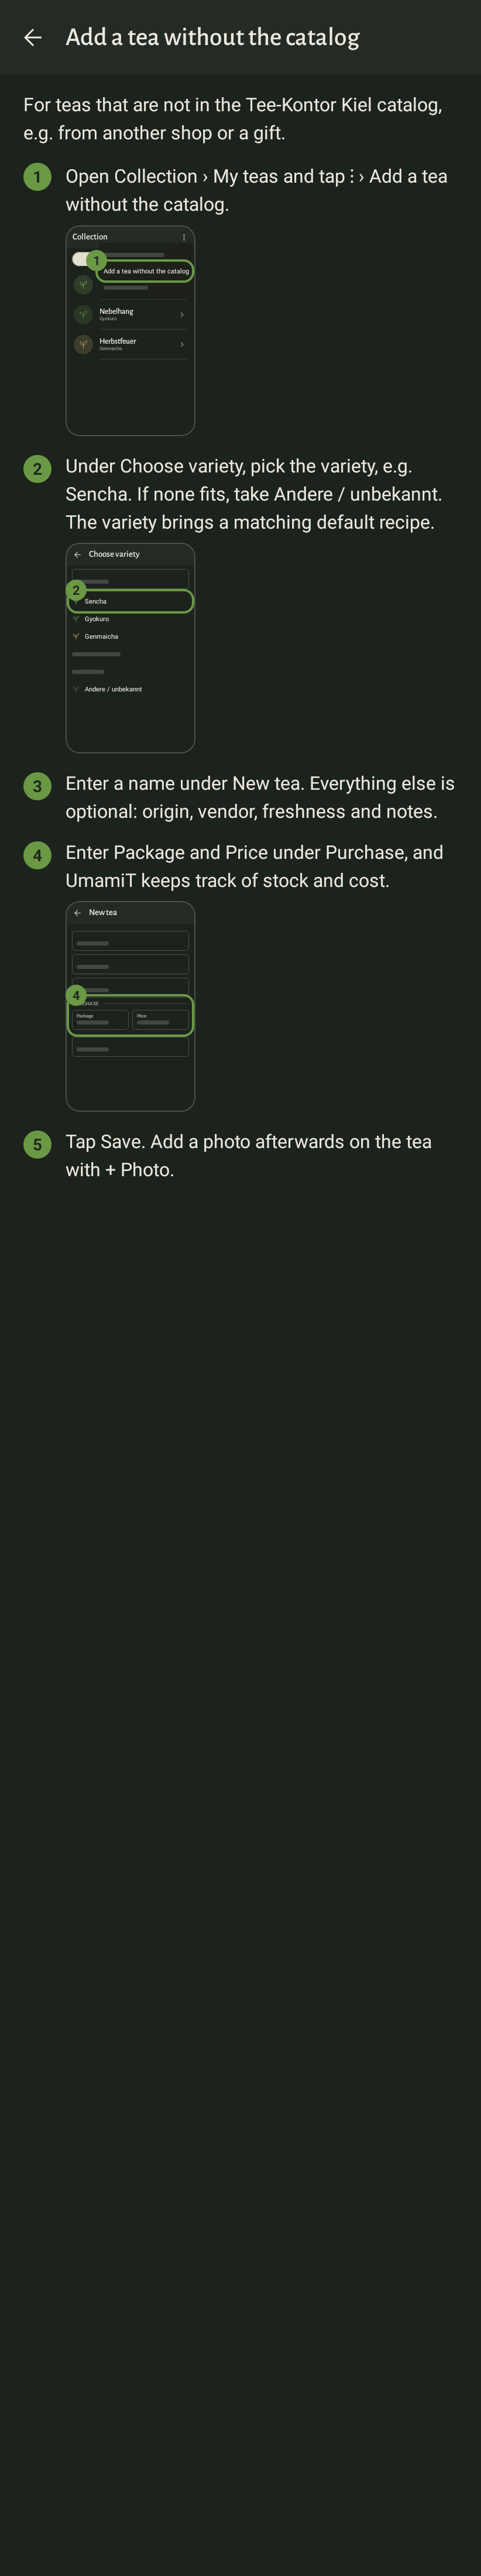 Add a tea without the catalog
For teas that are not in the Tee-Kontor Kiel catalog,
e.g. from another shop or a gift.
1
Open Collection › My teas and tap ⋮ › Add a tea
without the catalog.
Collection
1
Add a tea without the catalog
Nebelhang
Gyokuro
Herbstfeuer
Genmaicha
2
Under Choose variety, pick the variety, e.g.
Sencha. If none fits, take Andere / unbekannt.
The variety brings a matching default recipe.
Choose variety
2
Sencha
Gyokuro
Genmaicha
Andere / unbekannt
3
Enter a name under New tea. Everything else is
optional: origin, vendor, freshness and notes.
4
Enter Package and Price under Purchase, and
UmamiT keeps track of stock and cost.
New tea
4
CHASE
Package
Price
5
Tap Save. Add a photo afterwards on the tea
with + Photo.